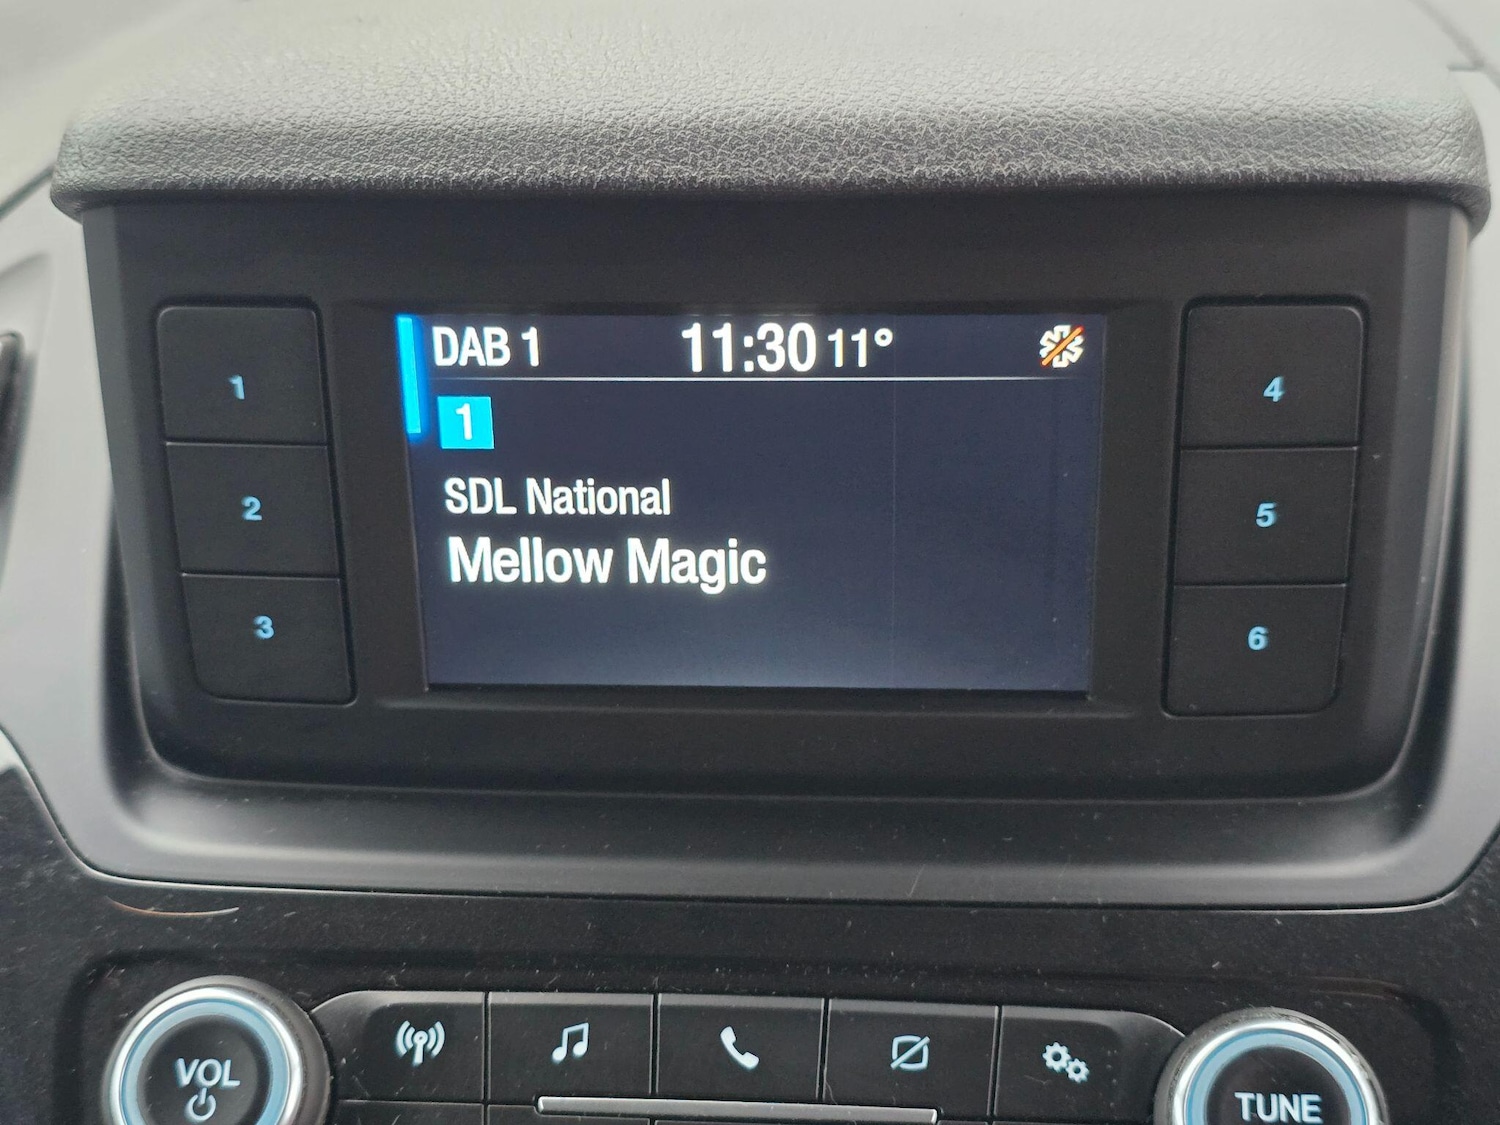 DAB 1 11:30 11°
1
SDL National
Mellow Magic
1
2
3
4
5
6
VOL
TUNE